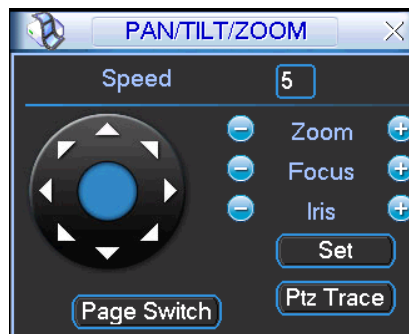 PAN/TILT/ZOOM
Speed 5
Zoom
Focus
Iris
Set
Page Switch
Ptz Trace